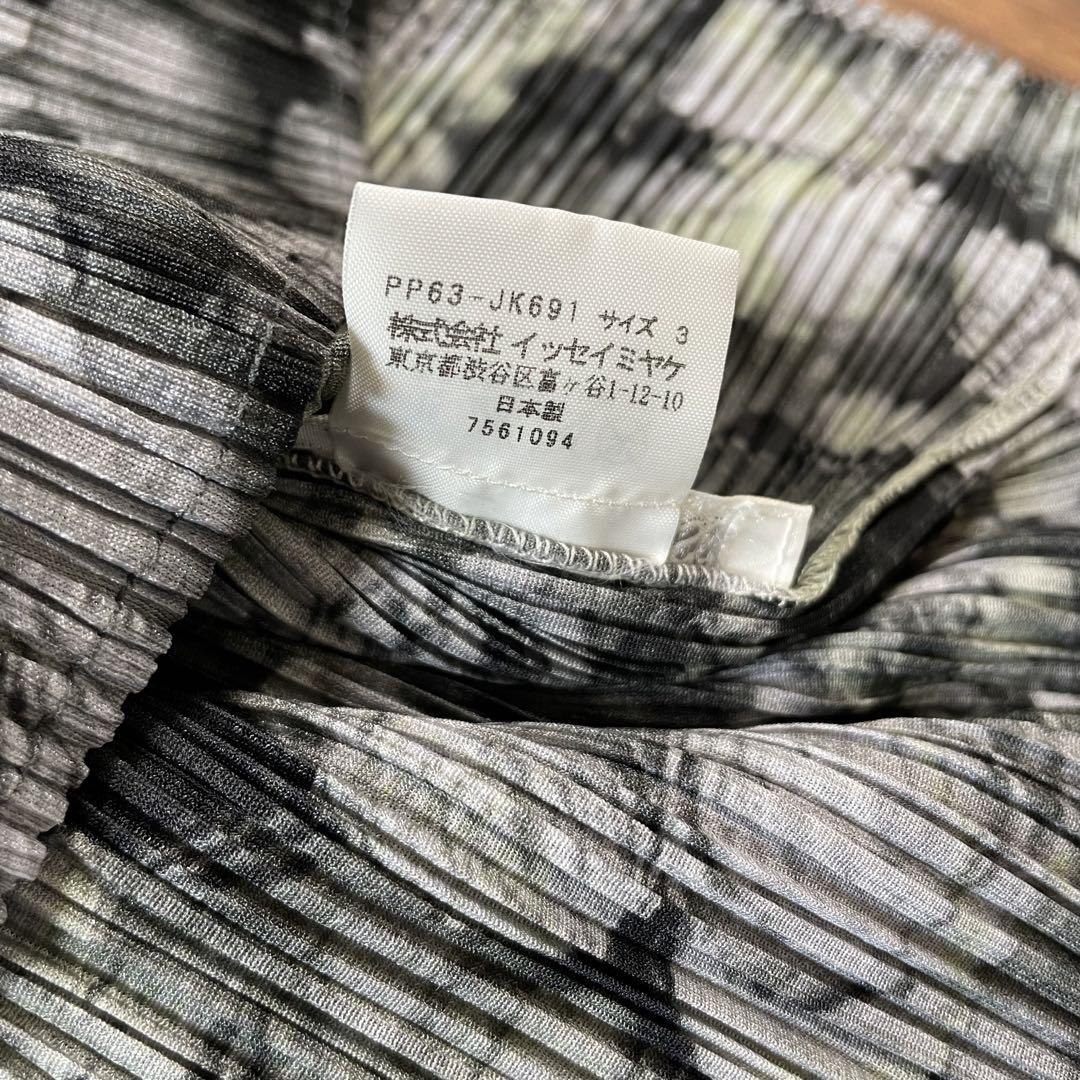 PP63-JK691 サイズ 3
株式会社 イッセイミヤケ
東京都渋谷区富ヶ谷1-12-10
日本製
7561094